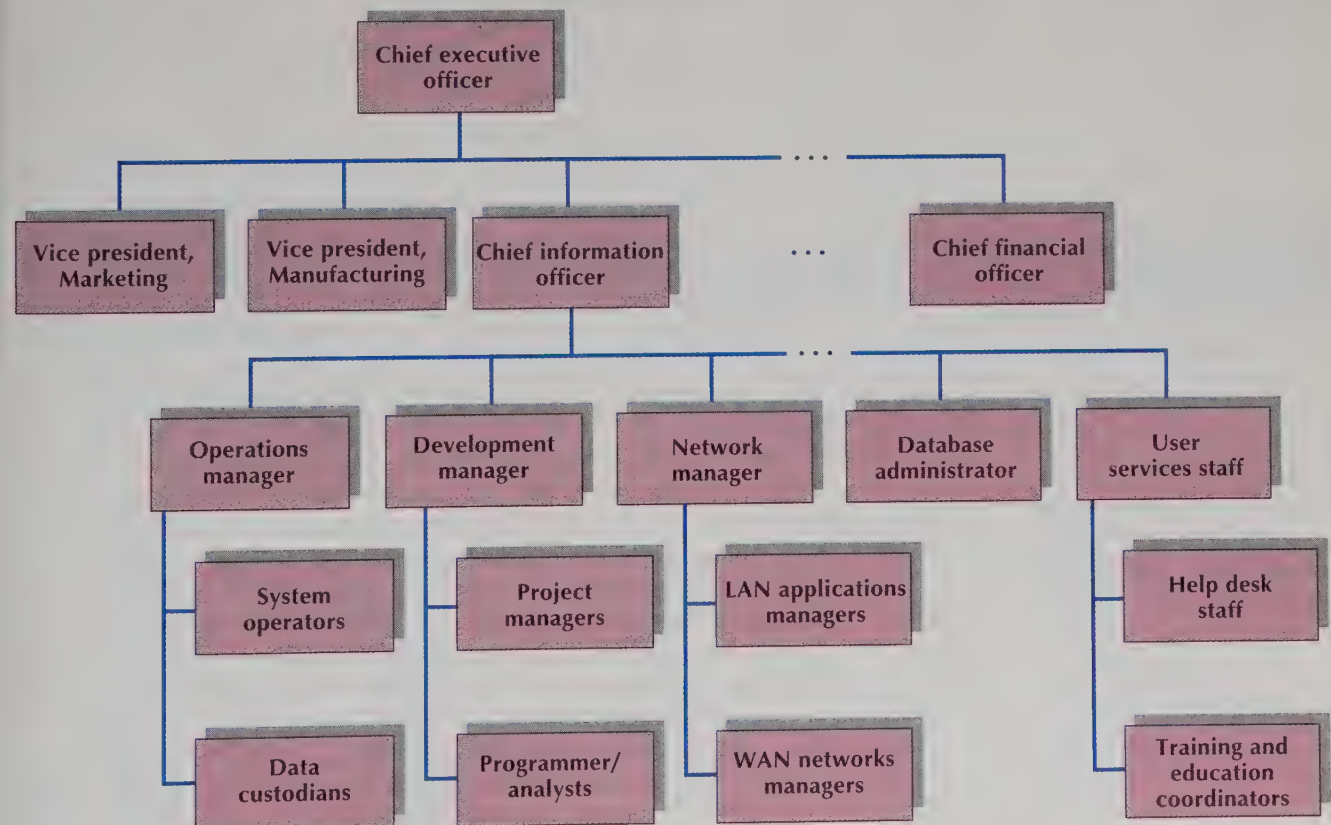 Chief executive
officer
...
Vice president,
Marketing
Vice president,
Manufacturing
Chief information
officer
...
Chief financial
officer
...
Operations
manager
Development
manager
Network
manager
Database
administrator
User
services staff
System
operators
Project
managers
LAN applications
managers
Help desk
staff
Data
custodians
Programmer/
analysts
WAN networks
managers
Training and
education
coordinators